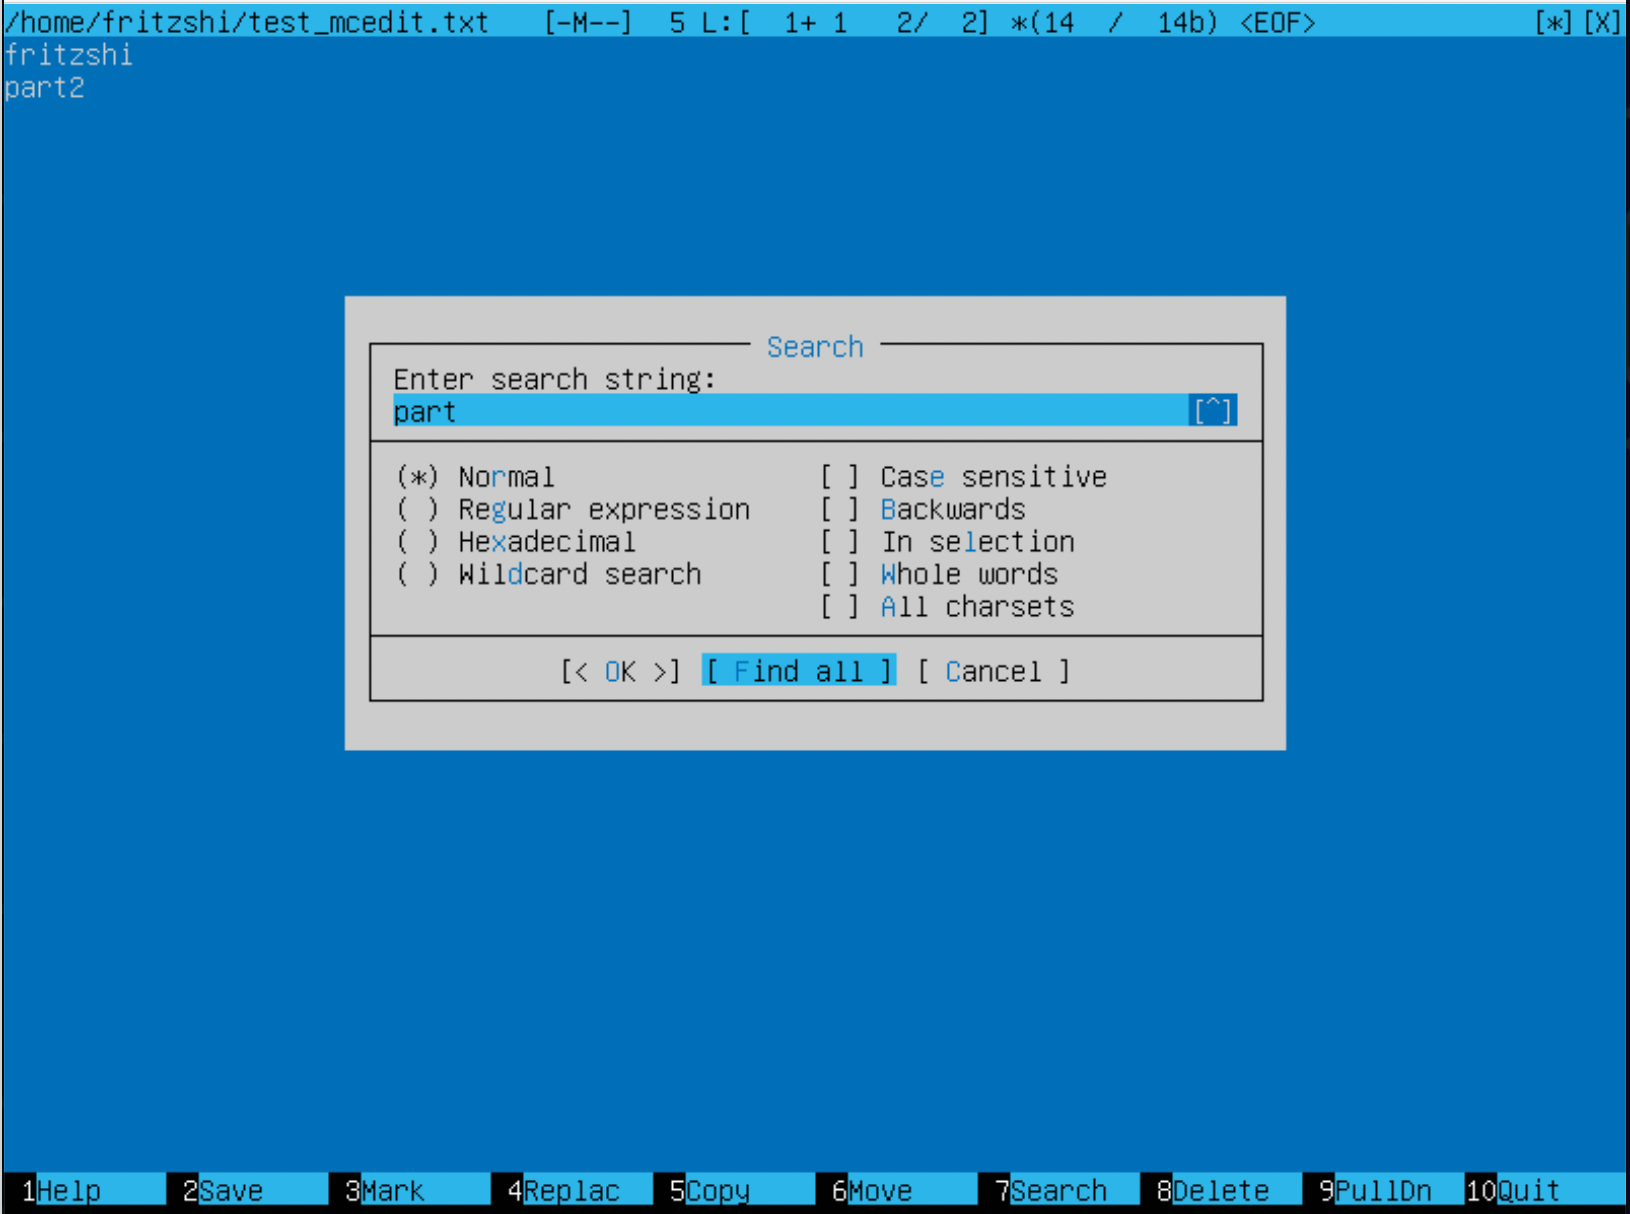 /home/fritzshi/test_mcedit.txt [-M--] 5 L:[ 1+ 1 2/ 2] *(14 / 14b) <EOF> [*][X]
fritzshi
part2
Search
Enter search string:
part [^]
(*) Normal [ ] Case sensitive
( ) Regular expression [ ] Backwards
( ) Hexadecimal [ ] In selection
( ) Wildcard search [ ] Whole words
[ ] All charsets
[< OK >] [ Find all ] [ Cancel ]
1Help 2Save 3Mark 4Replac 5Copy 6Move 7Search 8Delete 9PullDn 10Quit